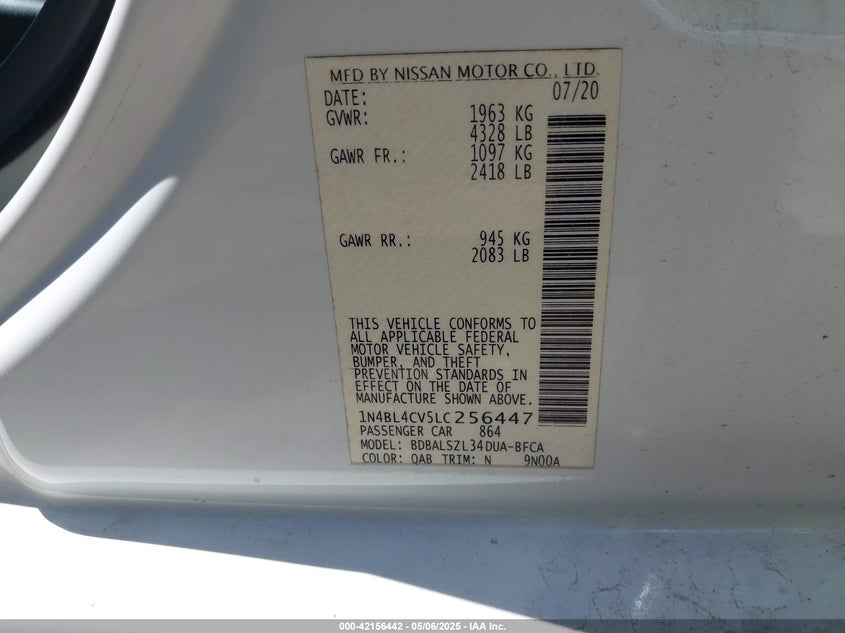 MFD BY NISSAN MOTOR CO., LTD.
DATE: 07/20
GVWR: 1963 KG
4328 LB
GAWR FR.: 1097 KG
2418 LB
GAWR RR.: 945 KG
2083 LB
THIS VEHICLE CONFORMS TO
ALL APPLICABLE FEDERAL
MOTOR VEHICLE SAFETY,
BUMPER, AND THEFT
PREVENTION STANDARDS IN
EFFECT ON THE DATE OF
MANUFACTURE SHOWN ABOVE.
1N4BL4CV5LC256447
PASSENGER CAR 864
MODEL: BDBALSZL34DUA-BFCA
COLOR: QAB TRIM: N 9N00A
000-42156442 - 05/06/2025 - IAA Inc.